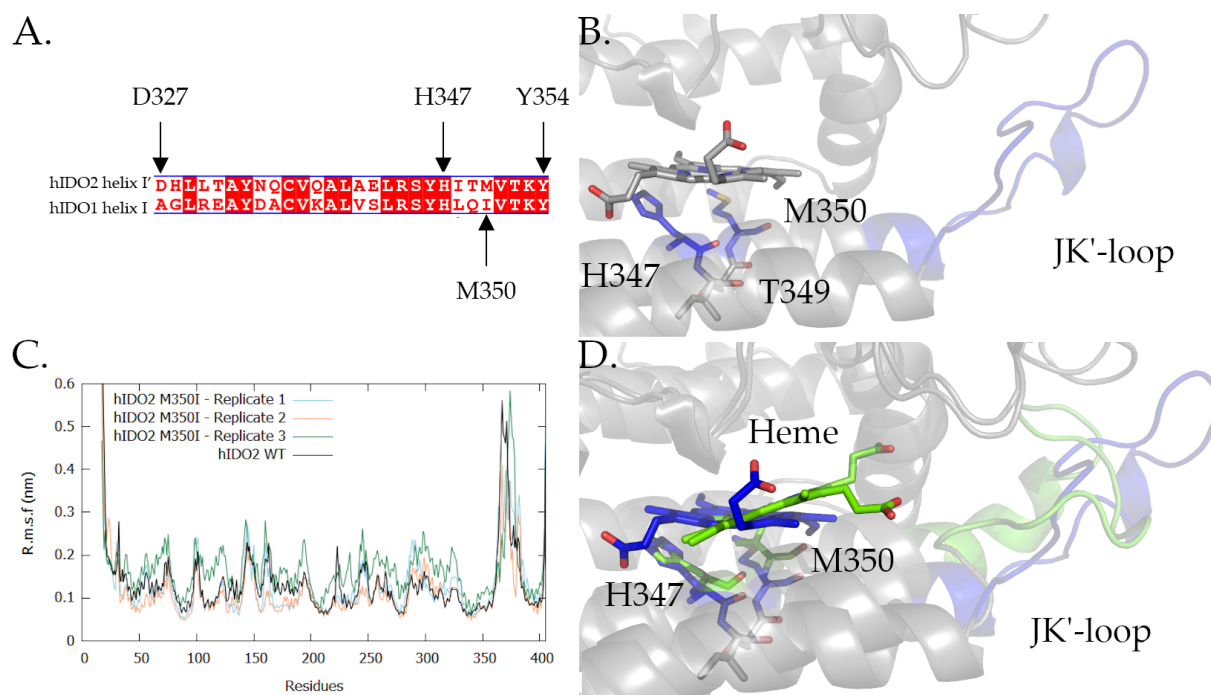 A.
D327 H347 Y354
hIDO2 helix I' DHLLTAYNQCVQALAELRSYHITMVTKY
hIDO1 helix I AGLREAYDACVKALVSLRSYHLQIVTKY
M350
B.
M350
H347
T349
JK'-loop
C.
0.6
0.5
0.4
0.3
0.2
0.1
0
R.m.s.f (nm)
hIDO2 M350I - Replicate 1
hIDO2 M350I - Replicate 2
hIDO2 M350I - Replicate 3
hIDO2 WT
0 50 100 150 200 250 300 350 400
Residues
D.
Heme
M350
H347
JK'-loop